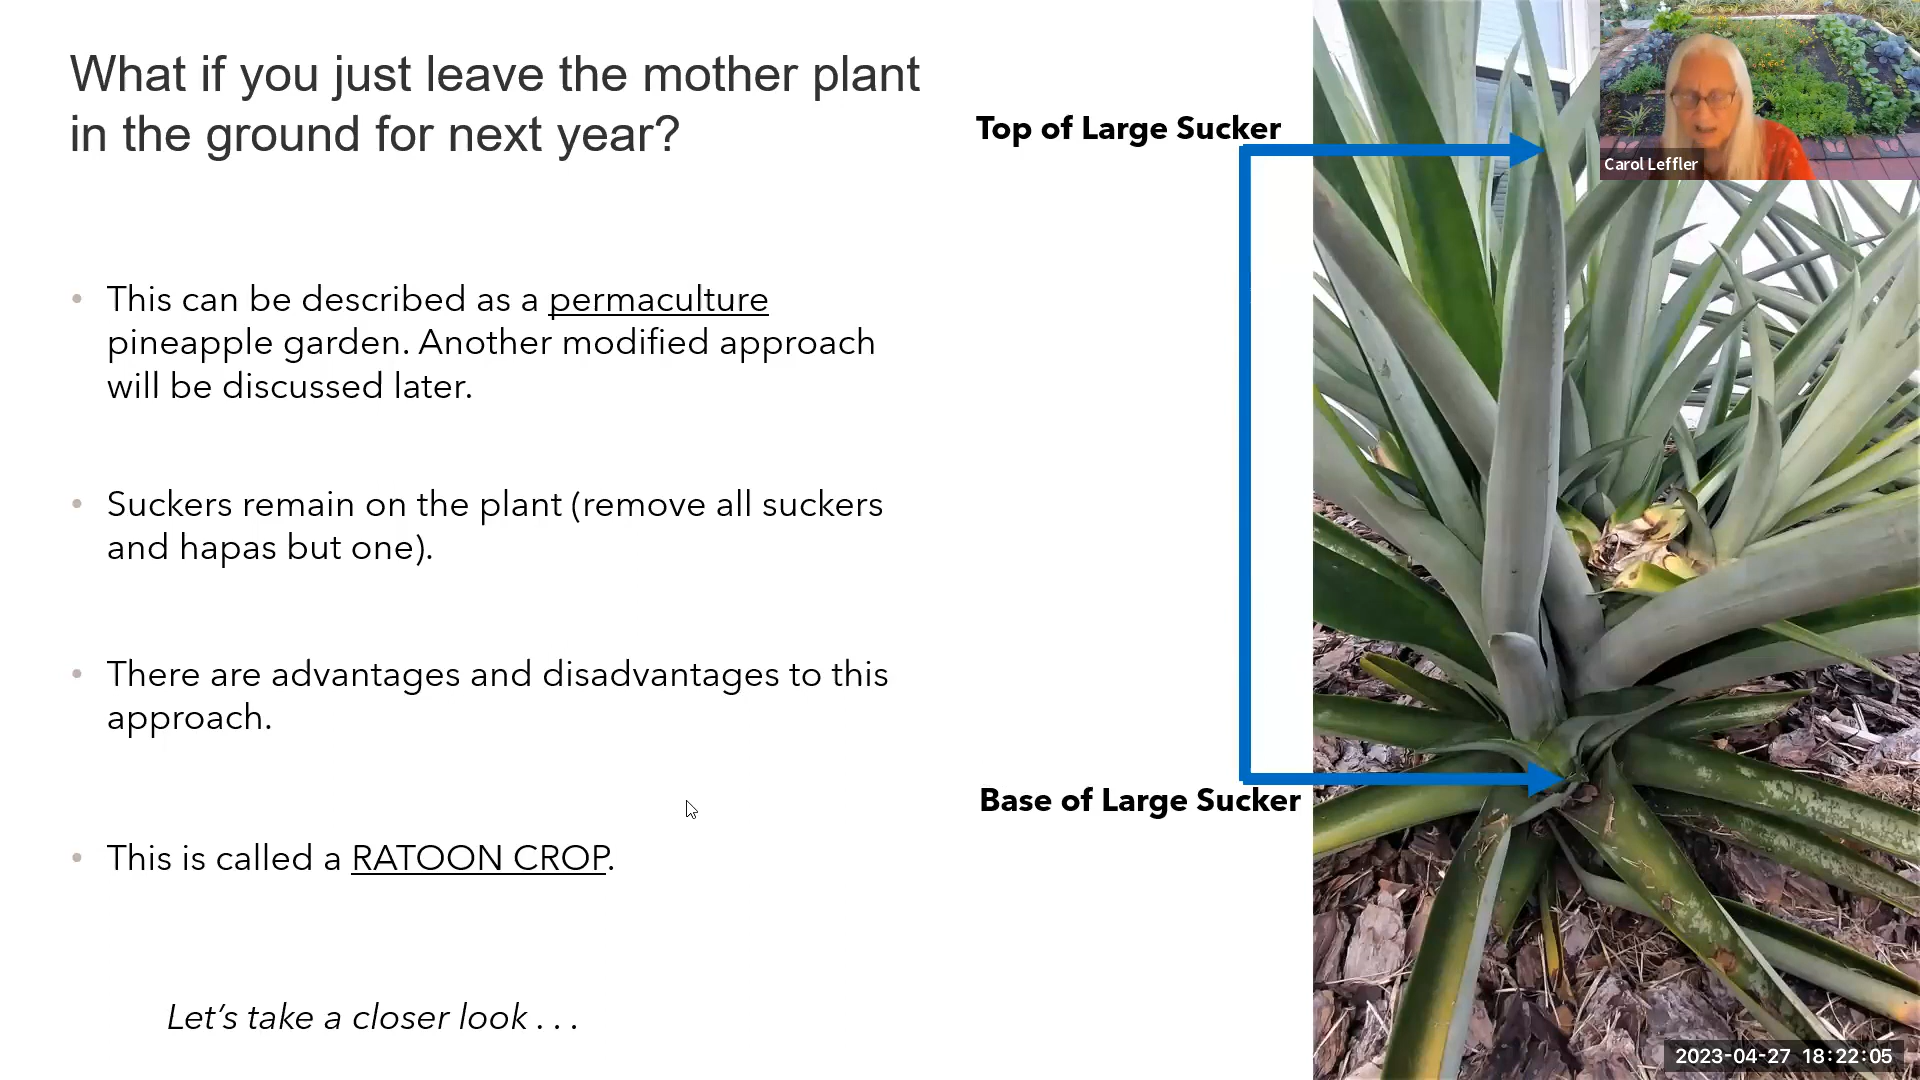 What if you just leave the mother plant
in the ground for next year?
• This can be described as a permaculture
pineapple garden. Another modified approach
will be discussed later.
• Suckers remain on the plant (remove all suckers
and hapas but one).
• There are advantages and disadvantages to this
approach.
• This is called a RATOON CROP.
Let's take a closer look . . .
Top of Large Sucker
Base of Large Sucker
Carol Leffler
2023-04-27 18:22:05